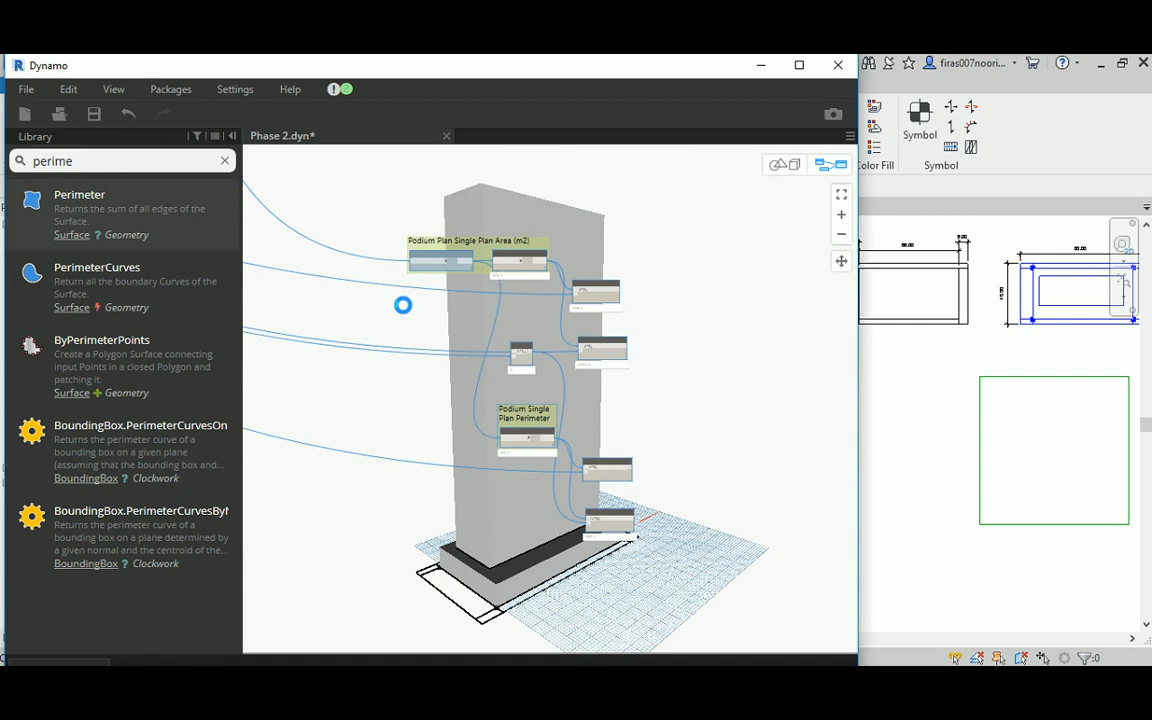 Dynamo
firas007noori...
File
Edit
View
Packages
Settings
Help
Library
Phase 2.dyn*
perime
Symbol
Color Fill
Symbol
Perimeter
Returns the sum of all edges of the
Surface.
Surface ? Geometry
PerimeterCurves
Return all the boundary Curves of the
Surface.
Surface Geometry
ByPerimeterPoints
Create a Polygon Surface connecting
input Points in a closed Polygon and
patching it.
Surface + Geometry
BoundingBox.PerimeterCurvesOn
Returns the perimeter curve of a
bounding box on a given plane
(assuming that the bounding box and...
BoundingBox ? Clockwork
BoundingBox.PerimeterCurvesByN
Returns the perimeter curve of a
bounding box on a plane determined by
a given normal and the centroid of the...
BoundingBox ? Clockwork
Podium Plan Single Plan Area (m2)
Podium Single
Plan Perimeter
:0